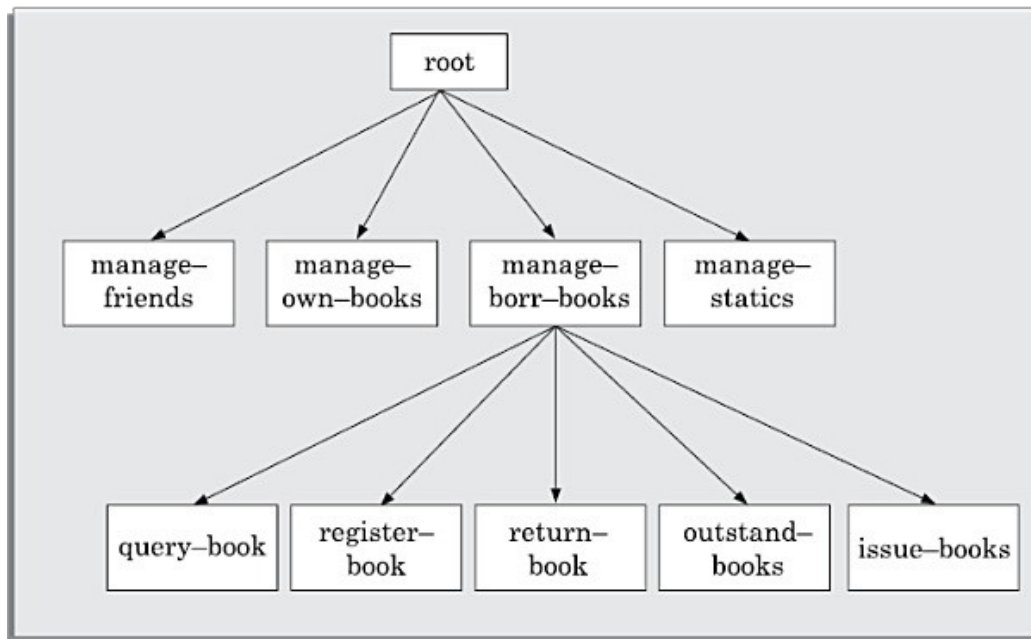 root
manage–
friends
manage–
own–books
manage–
borr–books
manage–
statics
query–book
register–
book
return–
book
outstand–
books
issue–books